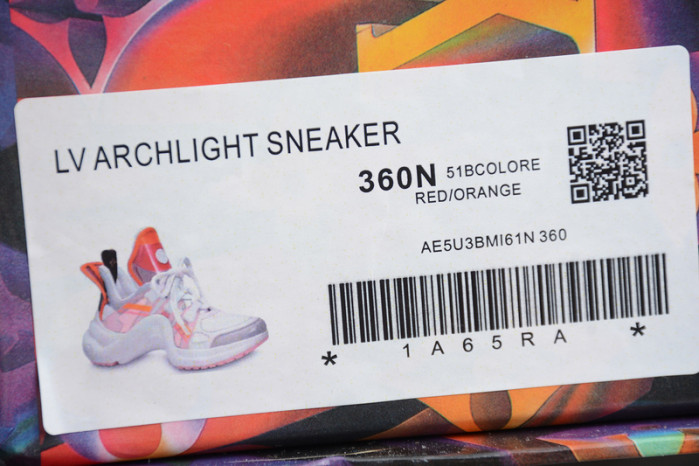 LV ARCHLIGHT SNEAKER
360N 51BCOLORE
RED/ORANGE
AE5U3BMI61N 360
* 1A65RA *